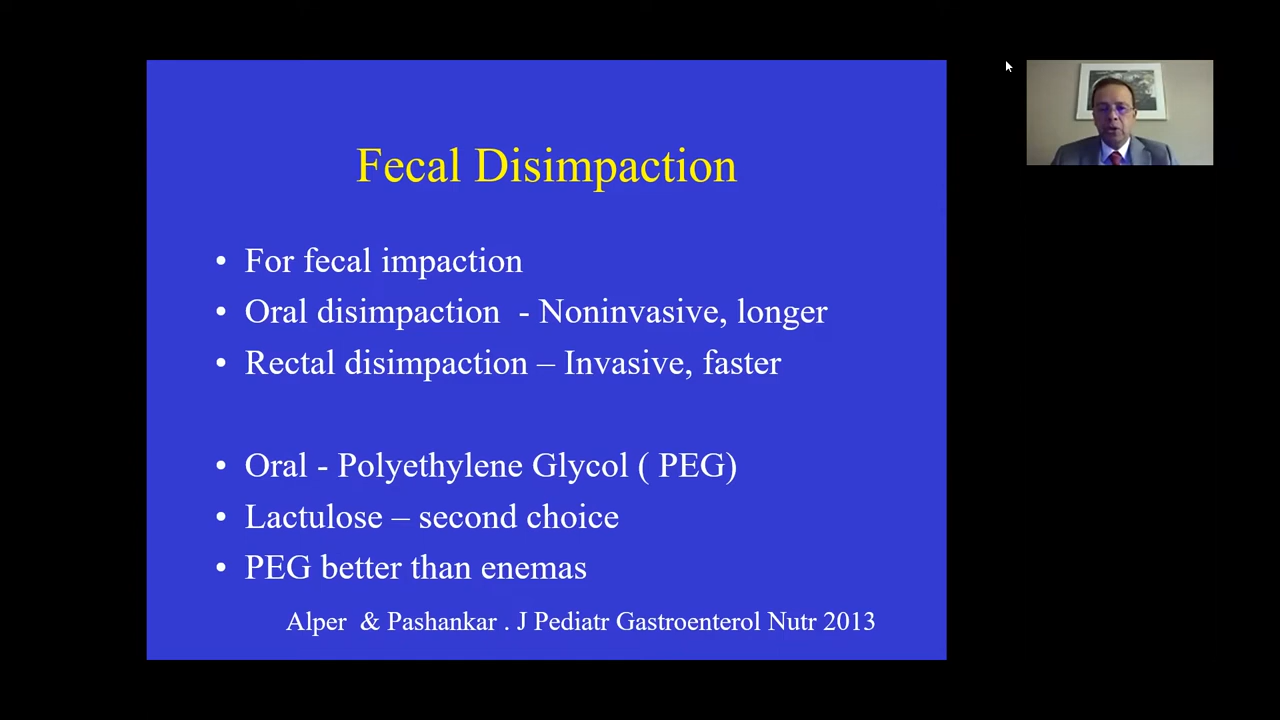 Fecal Disimpaction
• For fecal impaction
• Oral disimpaction - Noninvasive, longer
• Rectal disimpaction – Invasive, faster
• Oral - Polyethylene Glycol ( PEG)
• Lactulose – second choice
• PEG better than enemas
Alper & Pashankar . J Pediatr Gastroenterol Nutr 2013